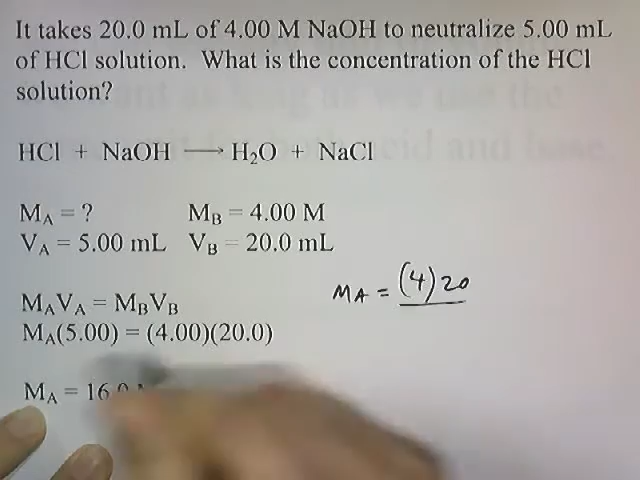 It takes 20.0 mL of 4.00 M NaOH to neutralize 5.00 mL
of HCl solution. What is the concentration of the HCl
solution?
HCl + NaOH ⟶ H₂O + NaCl
M_A = ? M_B = 4.00 M
V_A = 5.00 mL V_B = 20.0 mL
M_A = (4) 20
M_AV_A = M_BV_B
M_A(5.00) = (4.00)(20.0)
M_A = 16.0